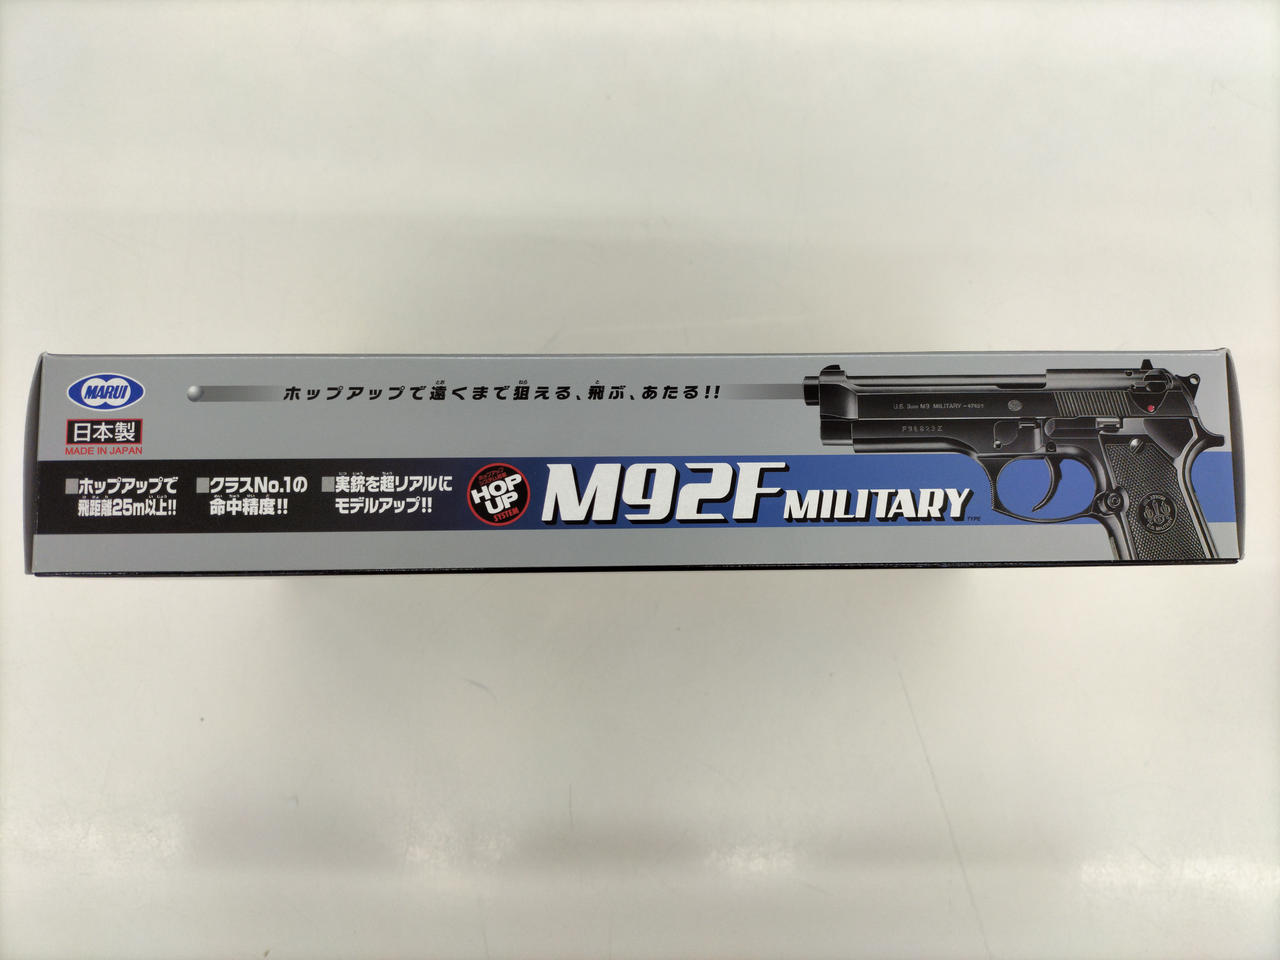 MARUI
日本製
MADE IN JAPAN
ホップアップで遠くまで狙える、飛ぶ、あたる!!
■ホップアップで
飛距離25m以上!!
■クラスNo.1の
命中精度!!
■実銃を超リアルに
モデルアップ!!
HOP
UP
SYSTEM
M92F MILITARY
TYPE
U.S. 9mm M9 MILITARY